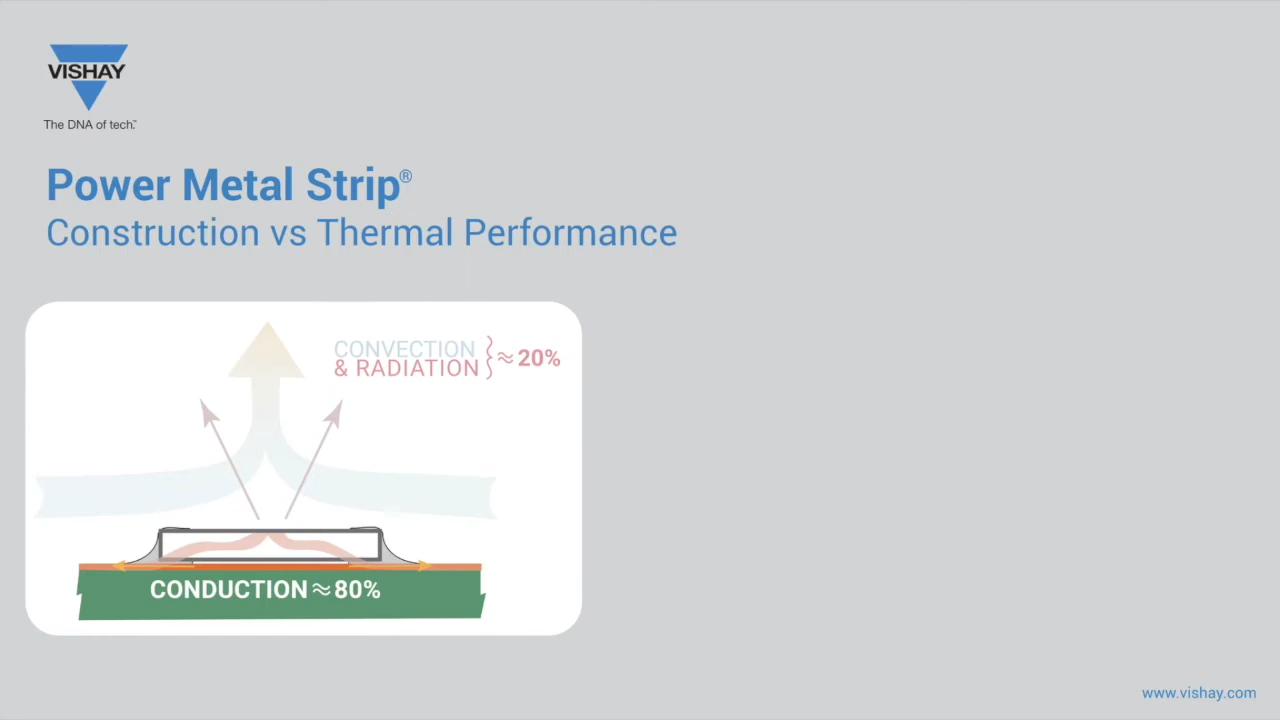 VISHAY
The DNA of tech™
Power Metal Strip®
Construction vs Thermal Performance
CONVECTION
& RADIATION ≈ 20%
CONDUCTION ≈ 80%
www.vishay.com